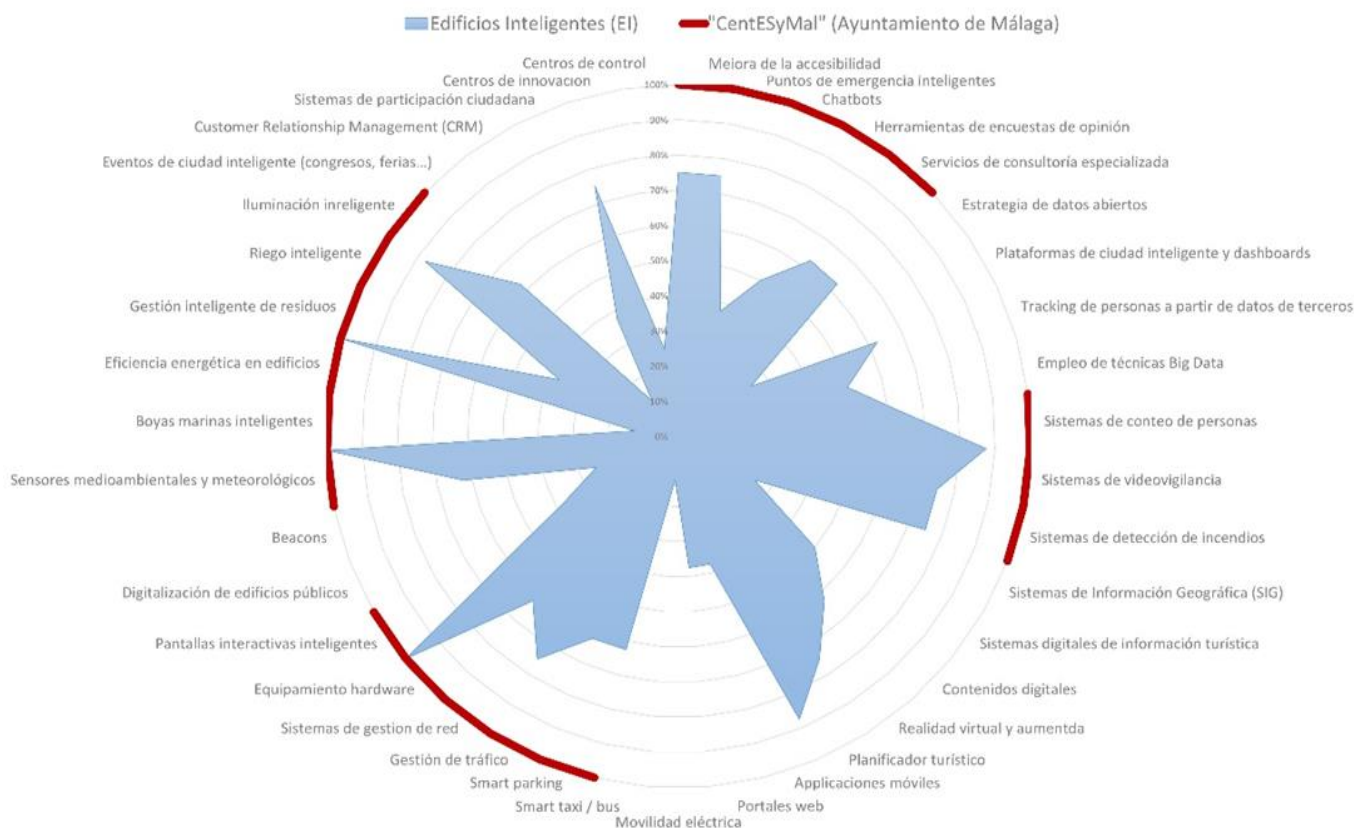 Edificios Inteligentes (EI) "CentESyMal" (Ayuntamiento de Málaga)
Centros de control
Mejora de la accesibilidad
Puntos de emergencia inteligentes
Chatbots
Herramientas de encuestas de opinión
Servicios de consultoría especializada
Estrategia de datos abiertos
Plataformas de ciudad inteligente y dashboards
Tracking de personas a partir de datos de terceros
Empleo de técnicas Big Data
Sistemas de conteo de personas
Sistemas de videovigilancia
Sistemas de detección de incendios
Sistemas de Información Geográfica (SIG)
Sistemas digitales de información turística
Contenidos digitales
Realidad virtual y aumentda
Planificador turístico
Applicaciones móviles
Portales web
Movilidad eléctrica
Smart taxi / bus
Smart parking
Gestión de tráfico
Sistemas de gestion de red
Equipamiento hardware
Pantallas interactivas inteligentes
Digitalización de edificios públicos
Beacons
Sensores medioambientales y meteorológicos
Boyas marinas inteligentes
Eficiencia energética en edificios
Gestión inteligente de residuos
Riego inteligente
Iluminación inreligente
Eventos de ciudad inteligente (congresos, ferias...)
Customer Relationship Management (CRM)
Sistemas de participación ciudadana
Centros de innovacion
100%
90%
80%
70%
60%
50%
40%
30%
20%
10%
0%